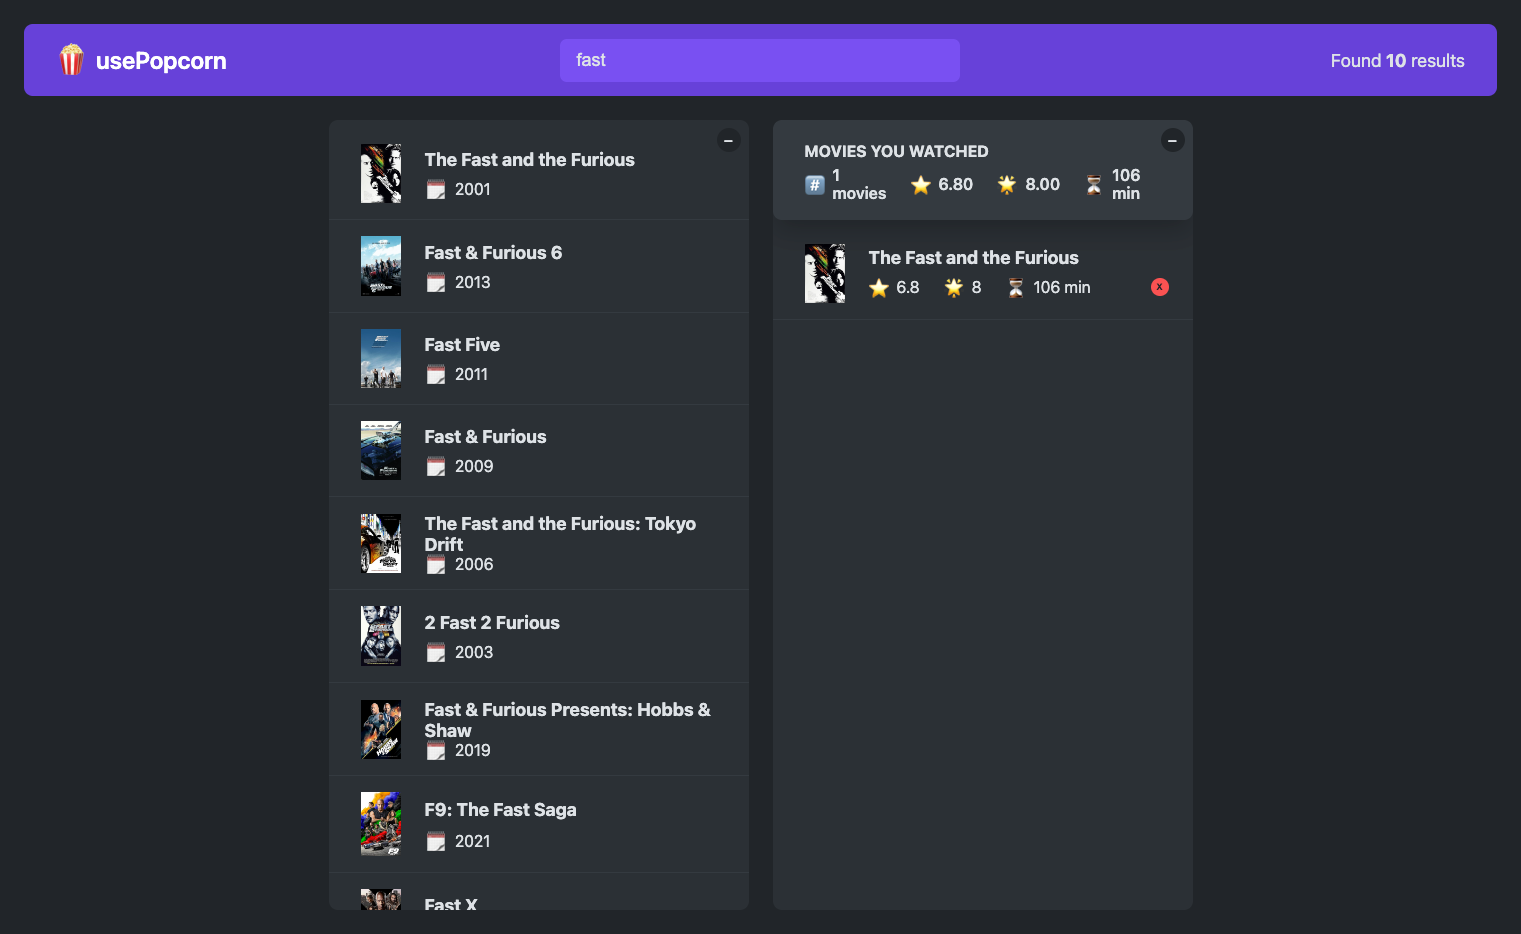 usePopcorn
fast
Found 10 results
The Fast and the Furious
2001
Fast & Furious 6
2013
Fast Five
2011
Fast & Furious
2009
The Fast and the Furious: Tokyo
Drift
2006
2 Fast 2 Furious
2003
Fast & Furious Presents: Hobbs &
Shaw
2019
F9: The Fast Saga
2021
Fast X
MOVIES YOU WATCHED
# 1
movies
6.80
8.00
106
min
The Fast and the Furious
6.8 8 106 min
X